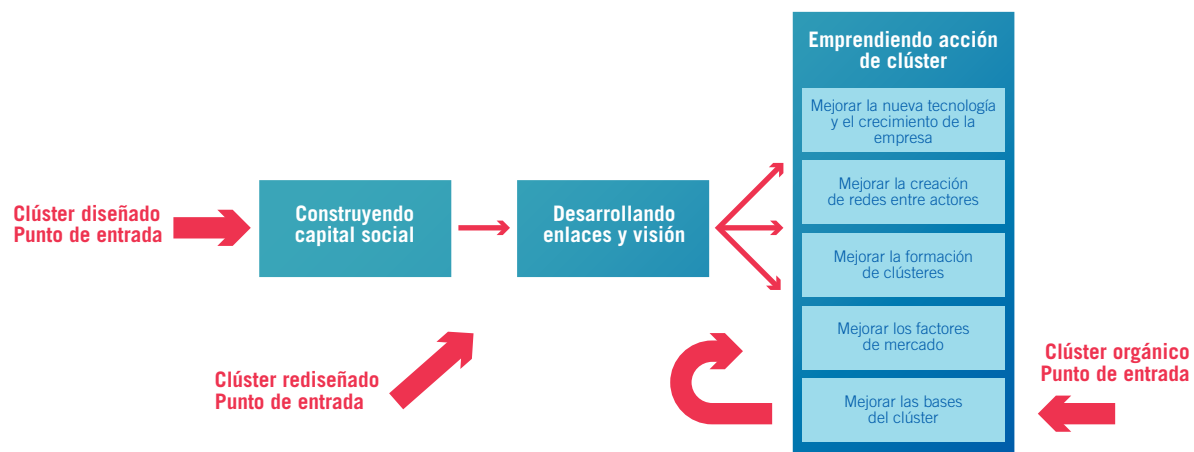 Clúster diseñado
Punto de entrada
Construyendo
capital social
Desarrollando
enlaces y visión
Emprendiendo acción
de clúster
Mejorar la nueva tecnología
y el crecimiento de la
empresa
Mejorar la creación
de redes entre actores
Mejorar la formación
de clústeres
Mejorar los factores
de mercado
Mejorar las bases
del clúster
Clúster rediseñado
Punto de entrada
Clúster orgánico
Punto de entrada